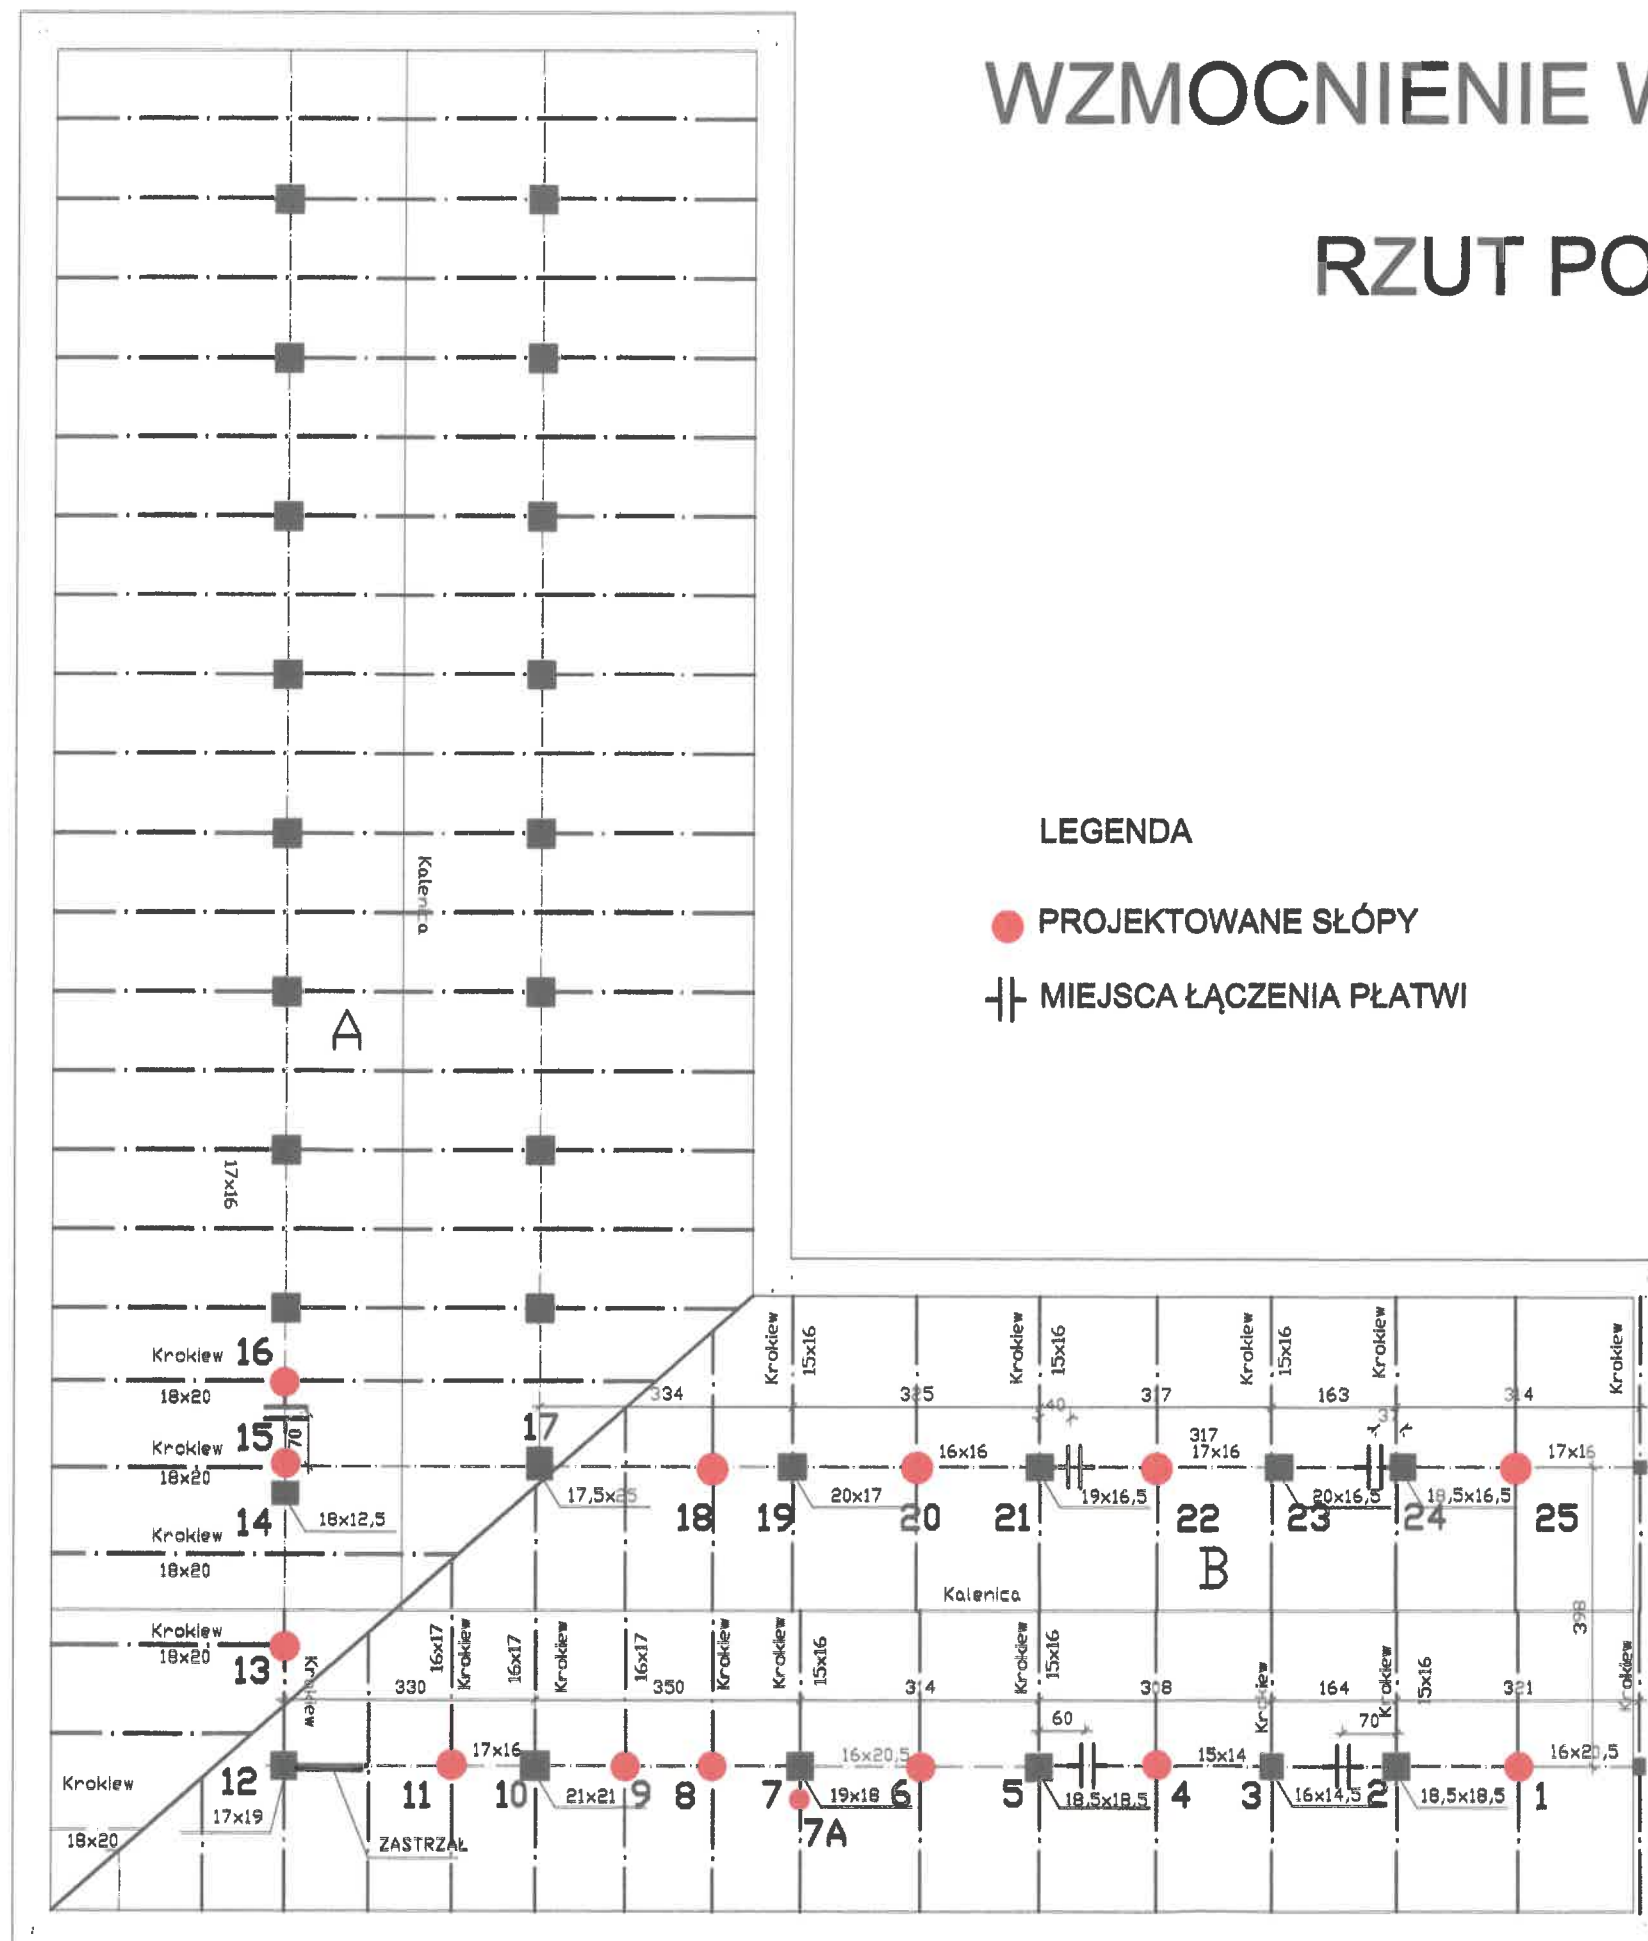 WZMOCNIENIE W
RZUT PO
LEGENDA
PROJEKTOWANE SŁÓPY
MIEJSCA ŁĄCZENIA PŁATWI
Kalenica
A
17x16
Krokiew 16
18x20
Krokiew 15
70
18x20
14
18x12,5
Krokiew
18x20
Krokiew
18x20
13
Krokiew
Krokiew
18x20
12
17x19
ZASTRZAŁ
17
17,5x25
334
Krokiew
15x16
325
Krokiew
15x16
40
317
Krokiew
15x16
163
Krokiew
37
314
Krokiew
16x16
317
17x16
17x16
18
19
20x17
20
21
19x16,5
22
23
20x16,5
24
18,5x16,5
25
B
Kalenica
398
330
16x17
Krokiew
16x17
Krokiew
350
16x17
Krokiew
Krokiew
15x16
314
Krokiew
15x16
308
Krokiew
164
Krokiew
15x16
321
Krokiew
60
70
17x16
16x20,5
15x14
16x20,5
11
10
21x21
9
8
7
19x18
6
5
18,5x18,5
4
3
16x14,5
2
18,5x18,5
1
7A